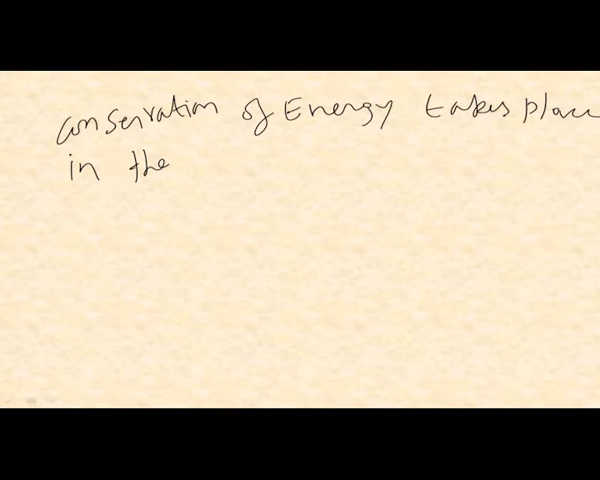 conservation of Energy takes place
in the